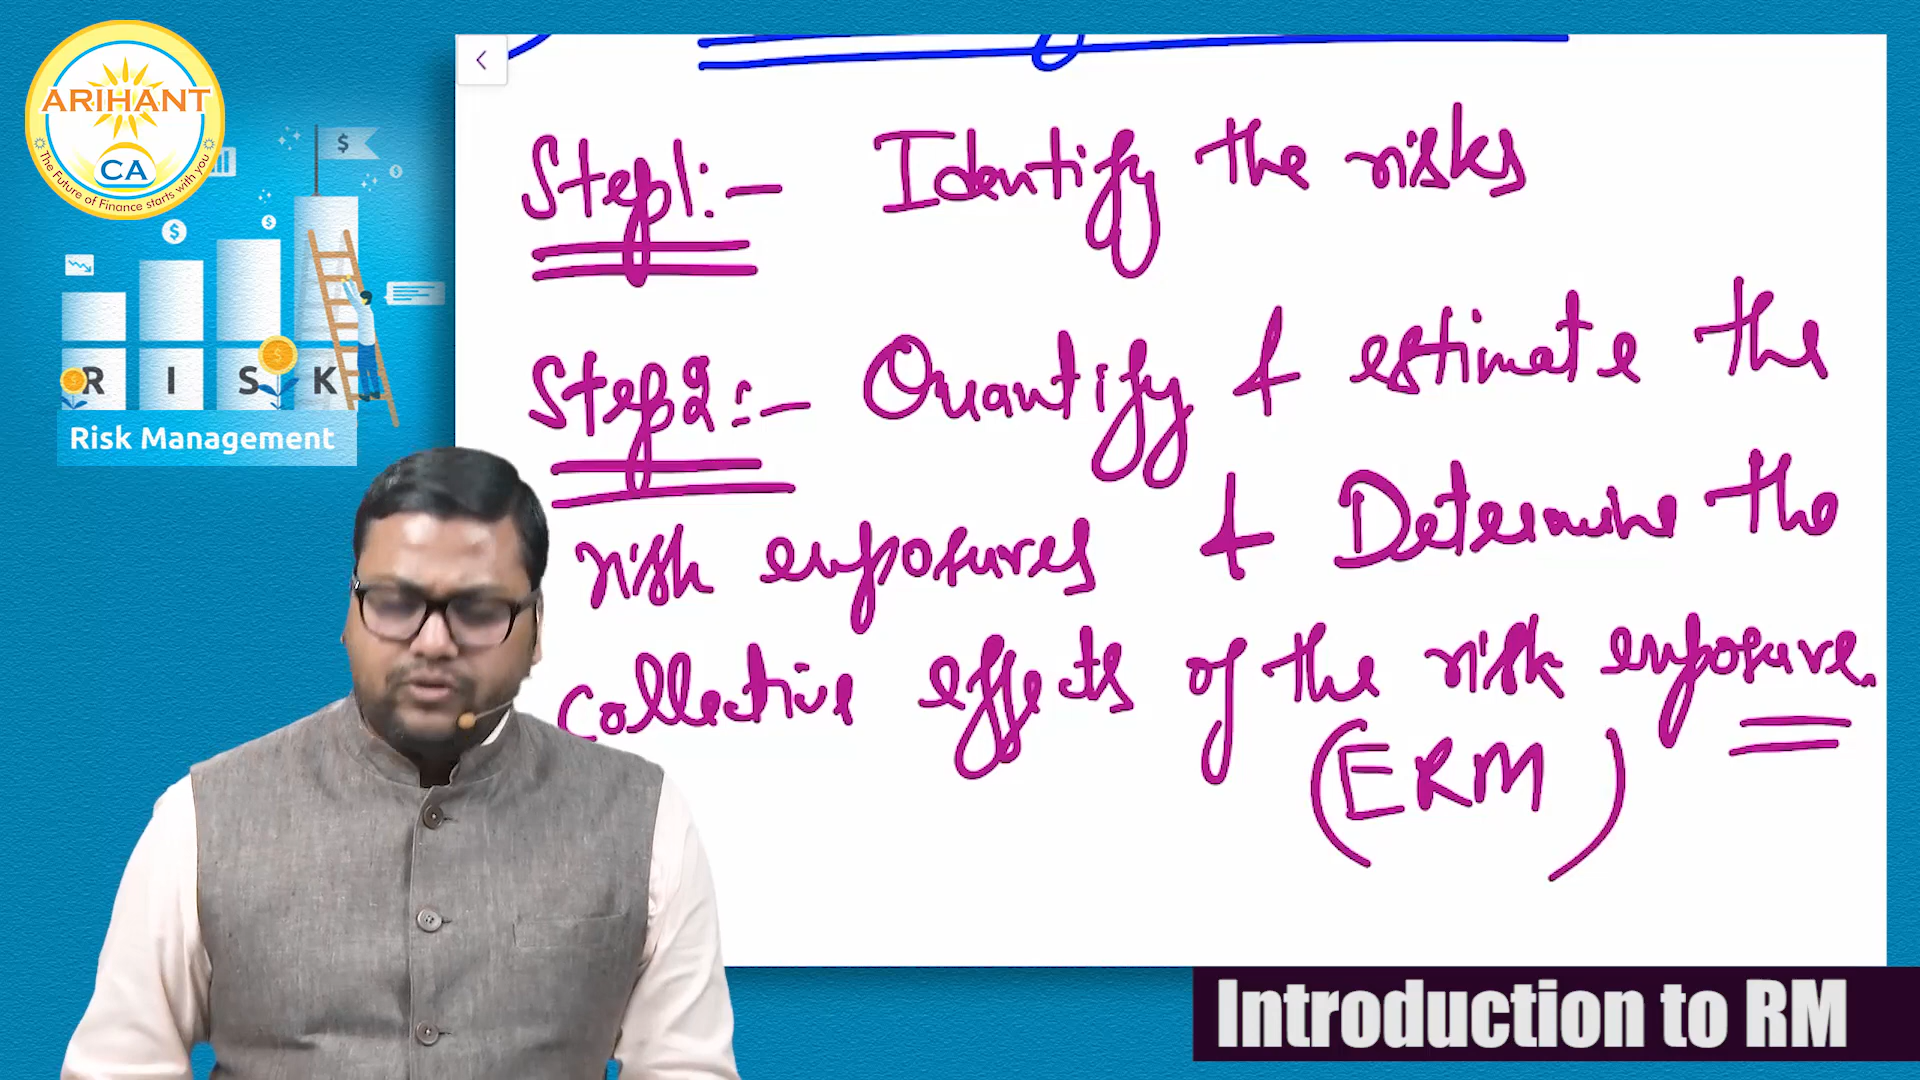 ARIHANT
CA
The Future of Finance starts with you
R I S K
Risk Management
Step1:- Identify the risks
Step2:- Quantify & estimate the
risk exposures & Determine the
Collective effects of the risk exposure.
(ERM)
Introduction to RM